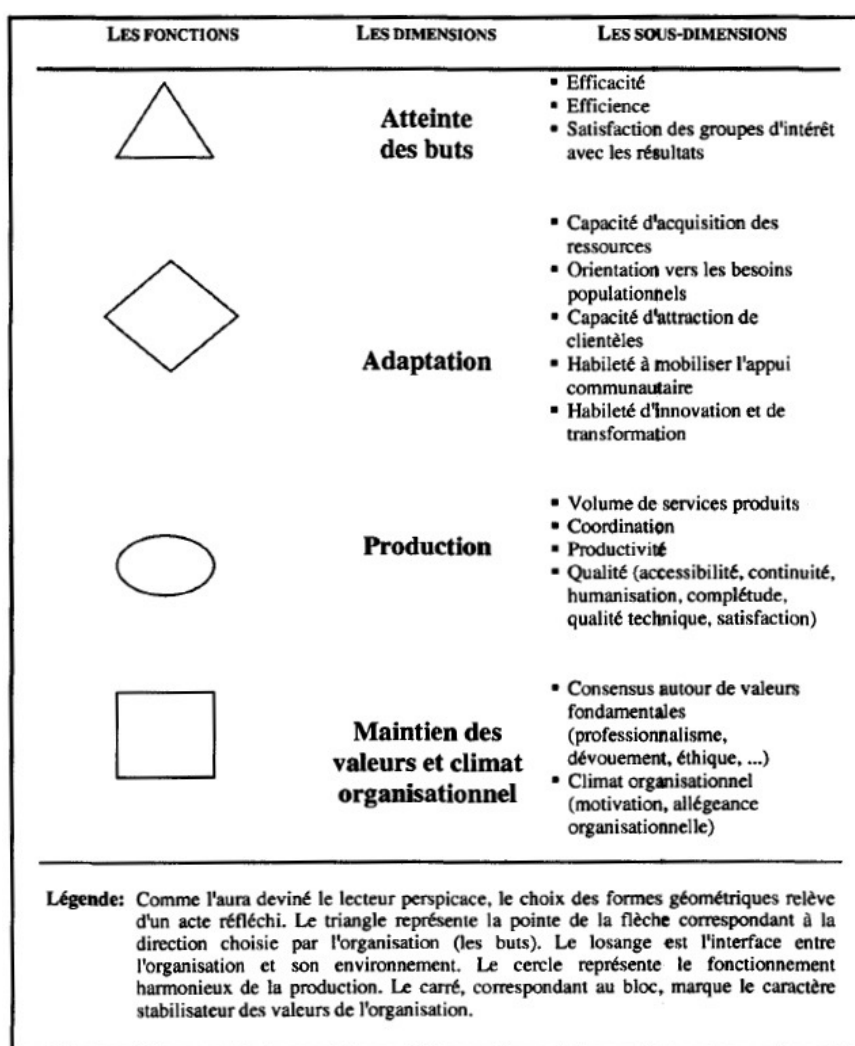 LES FONCTIONS LES DIMENSIONS LES SOUS-DIMENSIONS
Atteinte
des buts
▪ Efficacité
▪ Efficience
▪ Satisfaction des groupes d'intérêt
avec les résultats
Adaptation
▪ Capacité d'acquisition des
ressources
▪ Orientation vers les besoins
populationnels
▪ Capacité d'attraction de
clientèles
▪ Habileté à mobiliser l'appui
communautaire
▪ Habileté d'innovation et de
transformation
Production
▪ Volume de services produits
▪ Coordination
▪ Productivité
▪ Qualité (accessibilité, continuité,
humanisation, complétude,
qualité technique, satisfaction)
Maintien des
valeurs et climat
organisationnel
▪ Consensus autour de valeurs
fondamentales
(professionnalisme,
dévouement, éthique, ...)
▪ Climat organisationnel
(motivation, allégeance
organisationnelle)
Légende: Comme l'aura deviné le lecteur perspicace, le choix des formes géométriques relève
d'un acte réfléchi. Le triangle représente la pointe de la flèche correspondant à la
direction choisie par l'organisation (les buts). Le losange est l'interface entre
l'organisation et son environnement. Le cercle représente le fonctionnement
harmonieux de la production. Le carré, correspondant au bloc, marque le caractère
stabilisateur des valeurs de l'organisation.